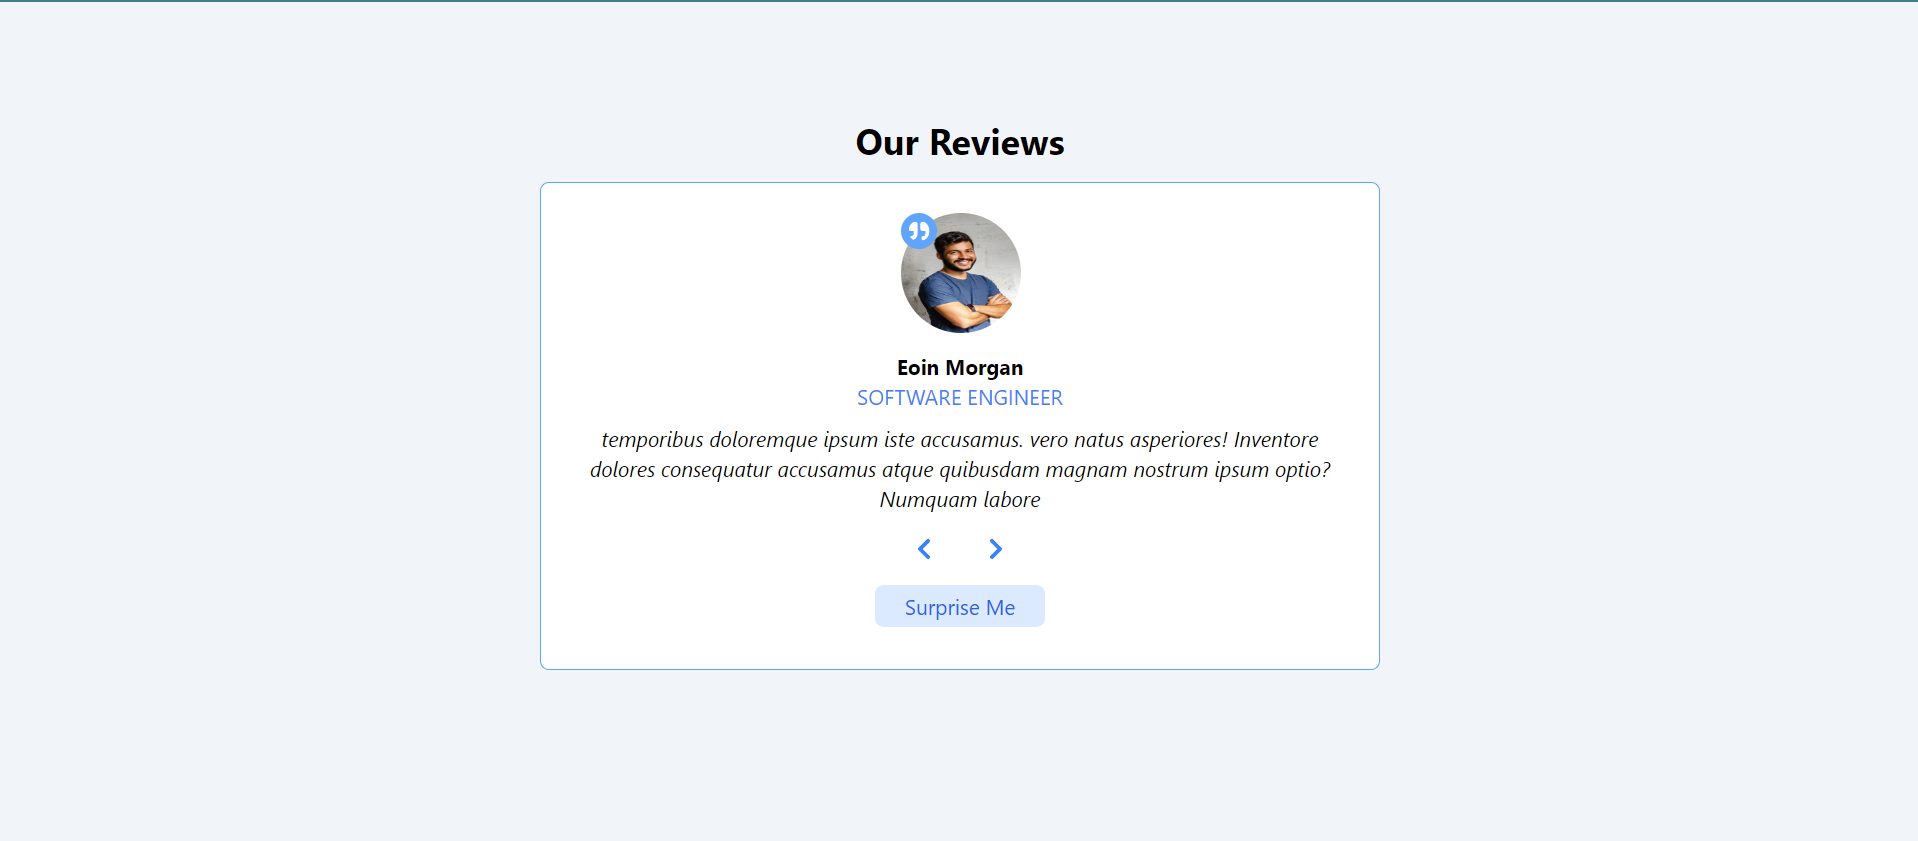 Our Reviews
Eoin Morgan
SOFTWARE ENGINEER
temporibus doloremque ipsum iste accusamus. vero natus asperiores! Inventore
dolores consequatur accusamus atque quibusdam magnam nostrum ipsum optio?
Numquam labore
Surprise Me